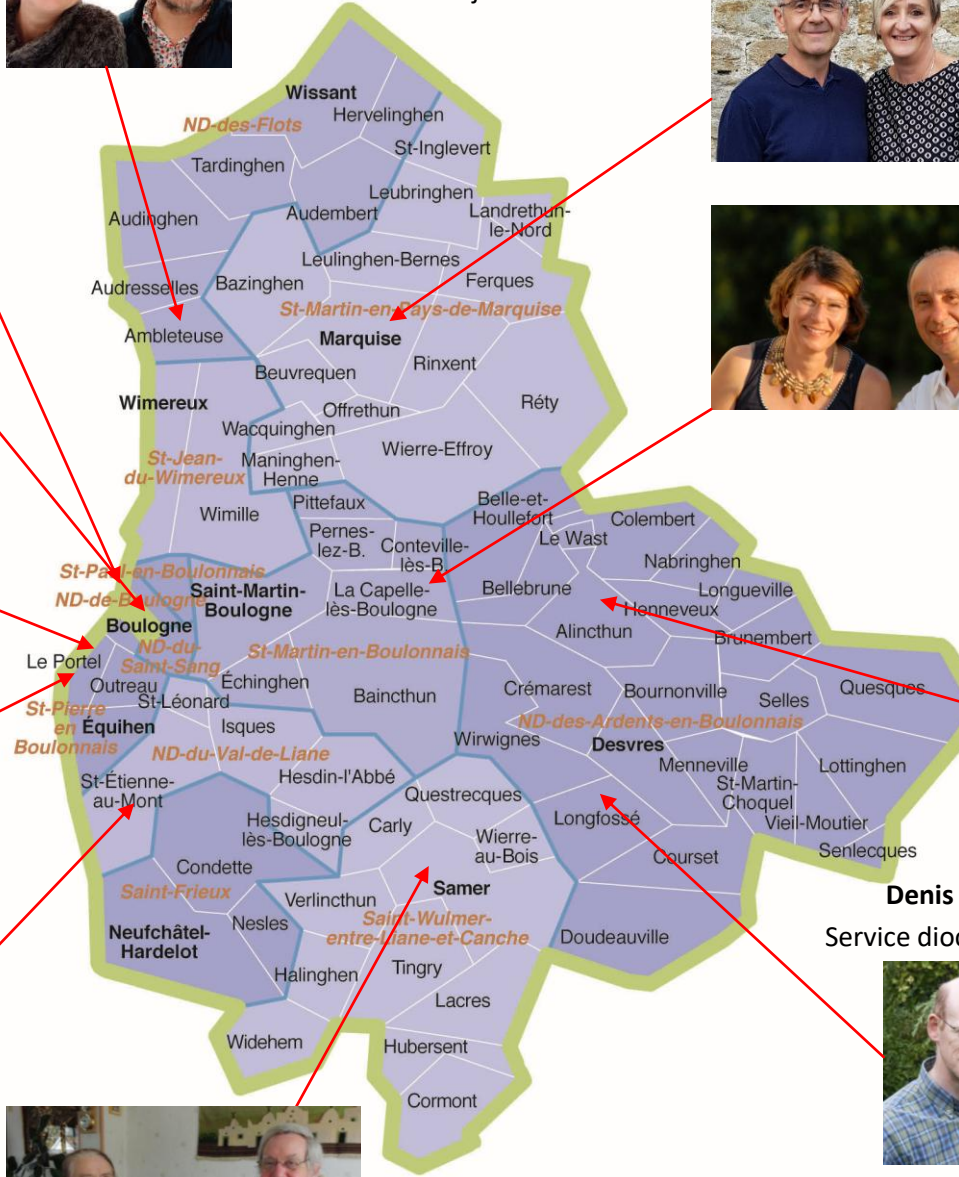 j
Wissant
ND-des-Flots
Hervelinghen
St-Inglevert
Tardinghen
Leubringhen
Audinghen
Audembert
Landrethun-
le-Nord
Leulinghen-Bernes
Audresselles
Bazinghen
Ferques
St-Martin-en-Pays-de-Marquise
Ambleteuse
Marquise
Rinxent
Beuvrequen
Wimereux
Offrethun
Réty
Wacquinghen
Wierre-Effroy
St-Jean-
du-Wimereux
Maninghen-
Henne
Wimille
Pittefaux
Belle-et-
Houllefort
Colembert
Pernes-
lez-B.
Le Wast
Conteville-
lès-B.
Nabringhen
St-Paul-en-Boulonnais
Saint-Martin-
Boulogne
La Capelle-
lès-Boulogne
Bellebrune
Longueville
ND-de-Boulogne
Henneveux
Boulogne
Alincthun
Brunembert
ND-du-
Saint-Sang
St-Martin-en-Boulonnais
Le Portel
Échinghen
Outreau
Baincthun
Crémarest
Bournonville
Selles
Quesques
St-Léonard
St-Pierre
en
Boulonnais
Équihen
Isques
ND-des-Ardents-en-Boulonnais
Wirwignes
Desvres
ND-du-Val-de-Liane
Menneville
Lottinghen
St-Étienne-
au-Mont
Hesdin-l'Abbé
Questrecques
St-Martin-
Choquel
Hesdigneul-
lès-Boulogne
Carly
Longfossé
Vieil-Moutier
Wierre-
au-Bois
Courset
Senlecques
Condette
Saint-Frieux
Samer
Denis
Verlincthun
Saint-Wulmer-
entre-Liane-et-Canche
Neufchâtel-
Hardelot
Nesles
Doudeauville
Service dioc
Halinghen
Tingry
Lacres
Widehem
Hubersent
Cormont